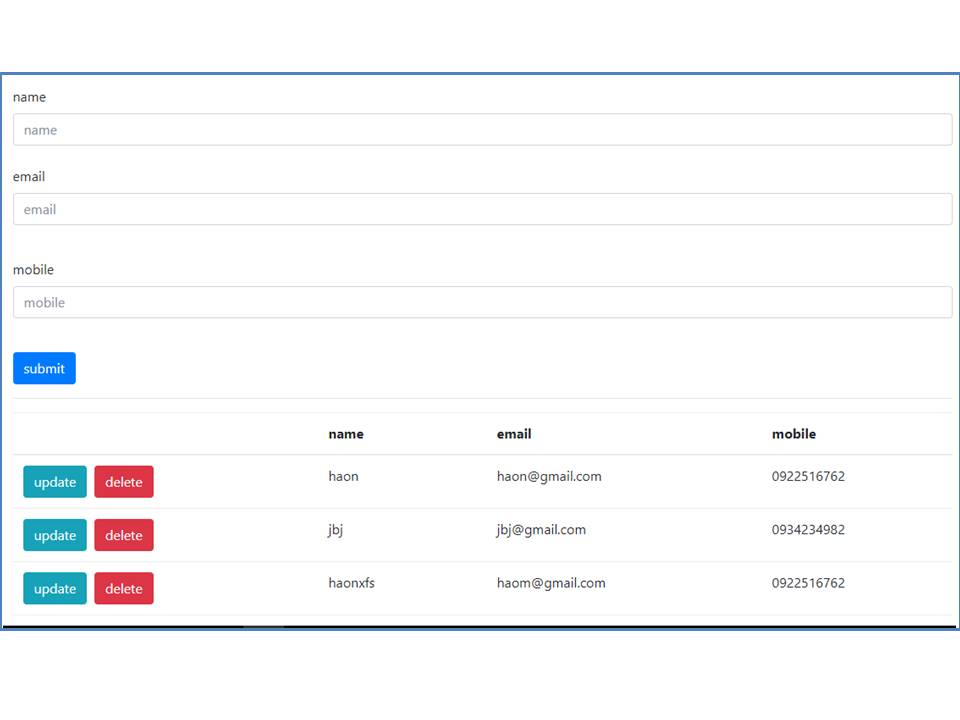 name
name
email
email
mobile
mobile
submit
name email mobile
update delete haon haon@gmail.com 0922516762
update delete jbj jbj@gmail.com 0934234982
update delete haonxfs haom@gmail.com 0922516762